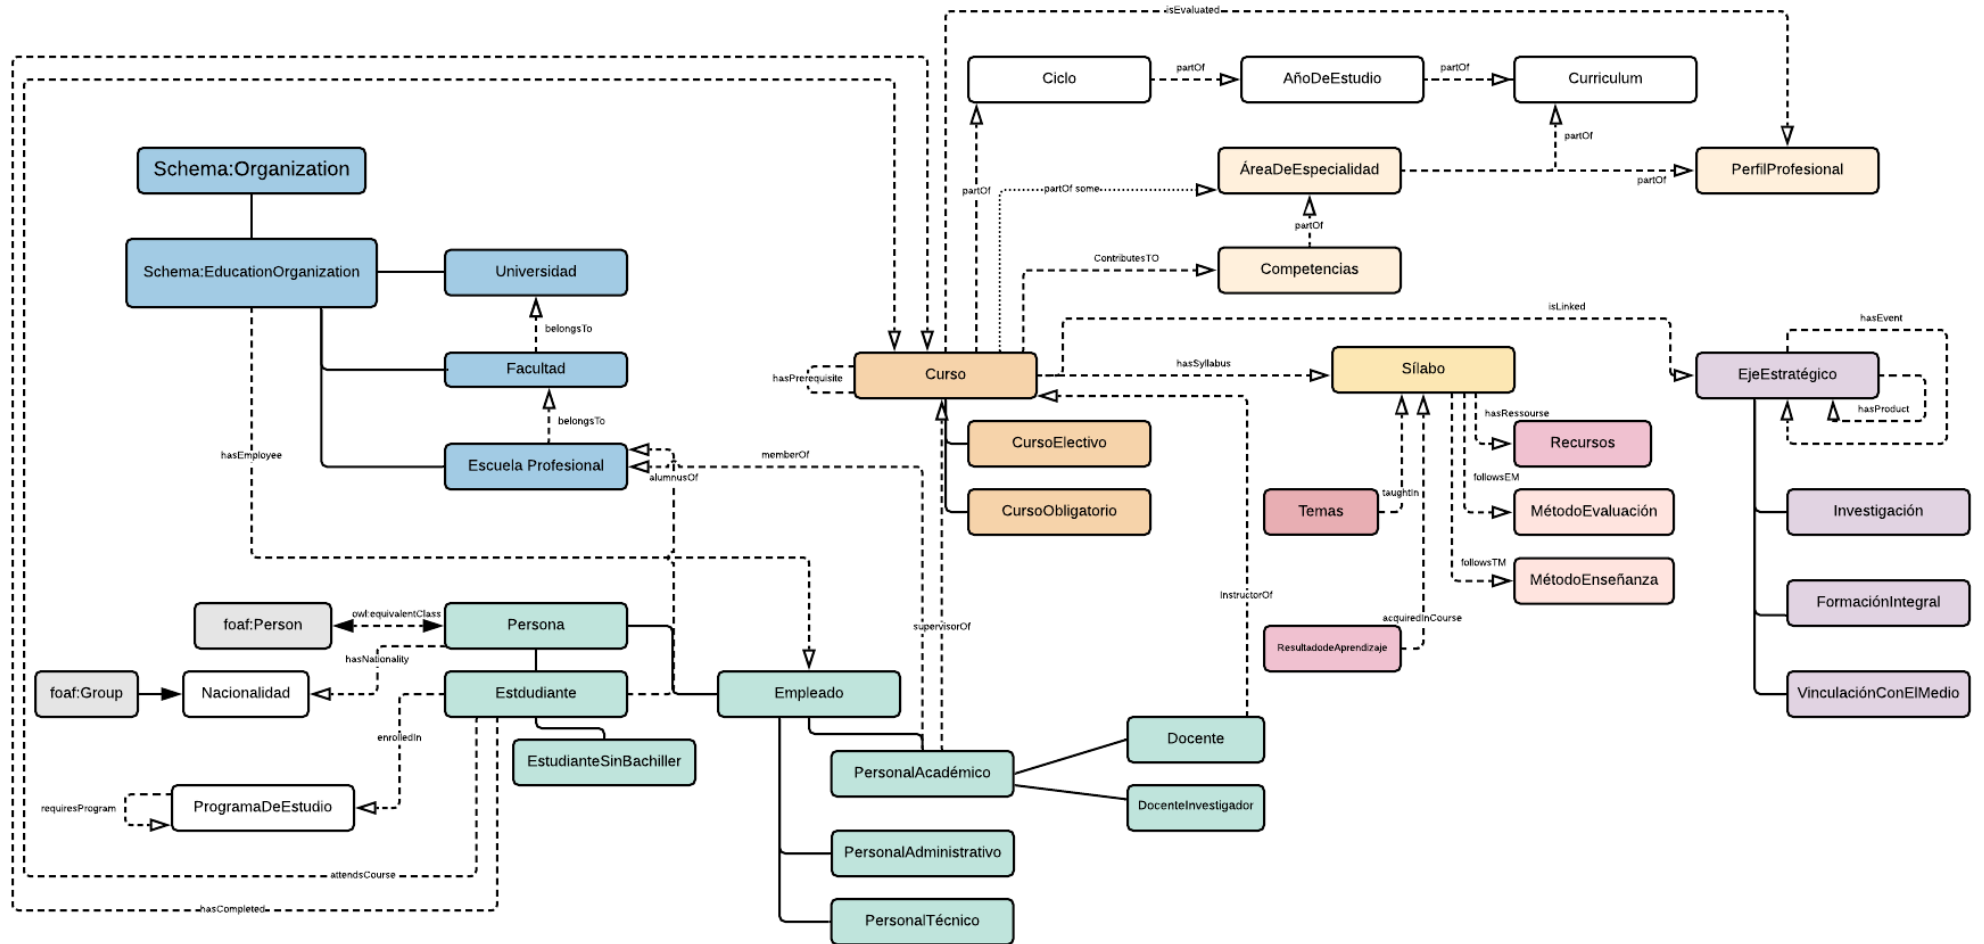 isEvaluated
Ciclo
partOf
AñoDeEstudio
partOf
Curriculum
partOf
Schema:Organization
ÁreaDeEspecialidad
partOf
PerfilProfesional
partOf
partOf some
partOf
Schema:EducationOrganization
Universidad
ContributesTO
Competencias
isLinked
hasEvent
belongsTo
Facultad
hasPrerequisite
Curso
hasSyllabus
Sílabo
EjeEstratégico
hasProduct
belongsTo
hasRessourse
CursoElectivo
Recursos
hasEmployee
Escuela Profesional
memberOf
alumnusOf
followsEM
taughtIn
CursoObligatorio
Temas
MétodoEvaluación
Investigación
followsTM
MétodoEnseñanza
InstructorOf
FormaciónIntegral
owl:equivalentClass
foaf:Person
Persona
supervisorOf
acquiredInCourse
ResultadodeAprendizaje
hasNationality
foaf:Group
Nacionalidad
Estdudiante
Empleado
VinculaciónConElMedio
enrolledIn
Docente
EstudianteSinBachiller
PersonalAcadémico
requiresProgram
ProgramaDeEstudio
DocenteInvestigador
PersonalAdministrativo
attendsCourse
hasCompleted
PersonalTécnico